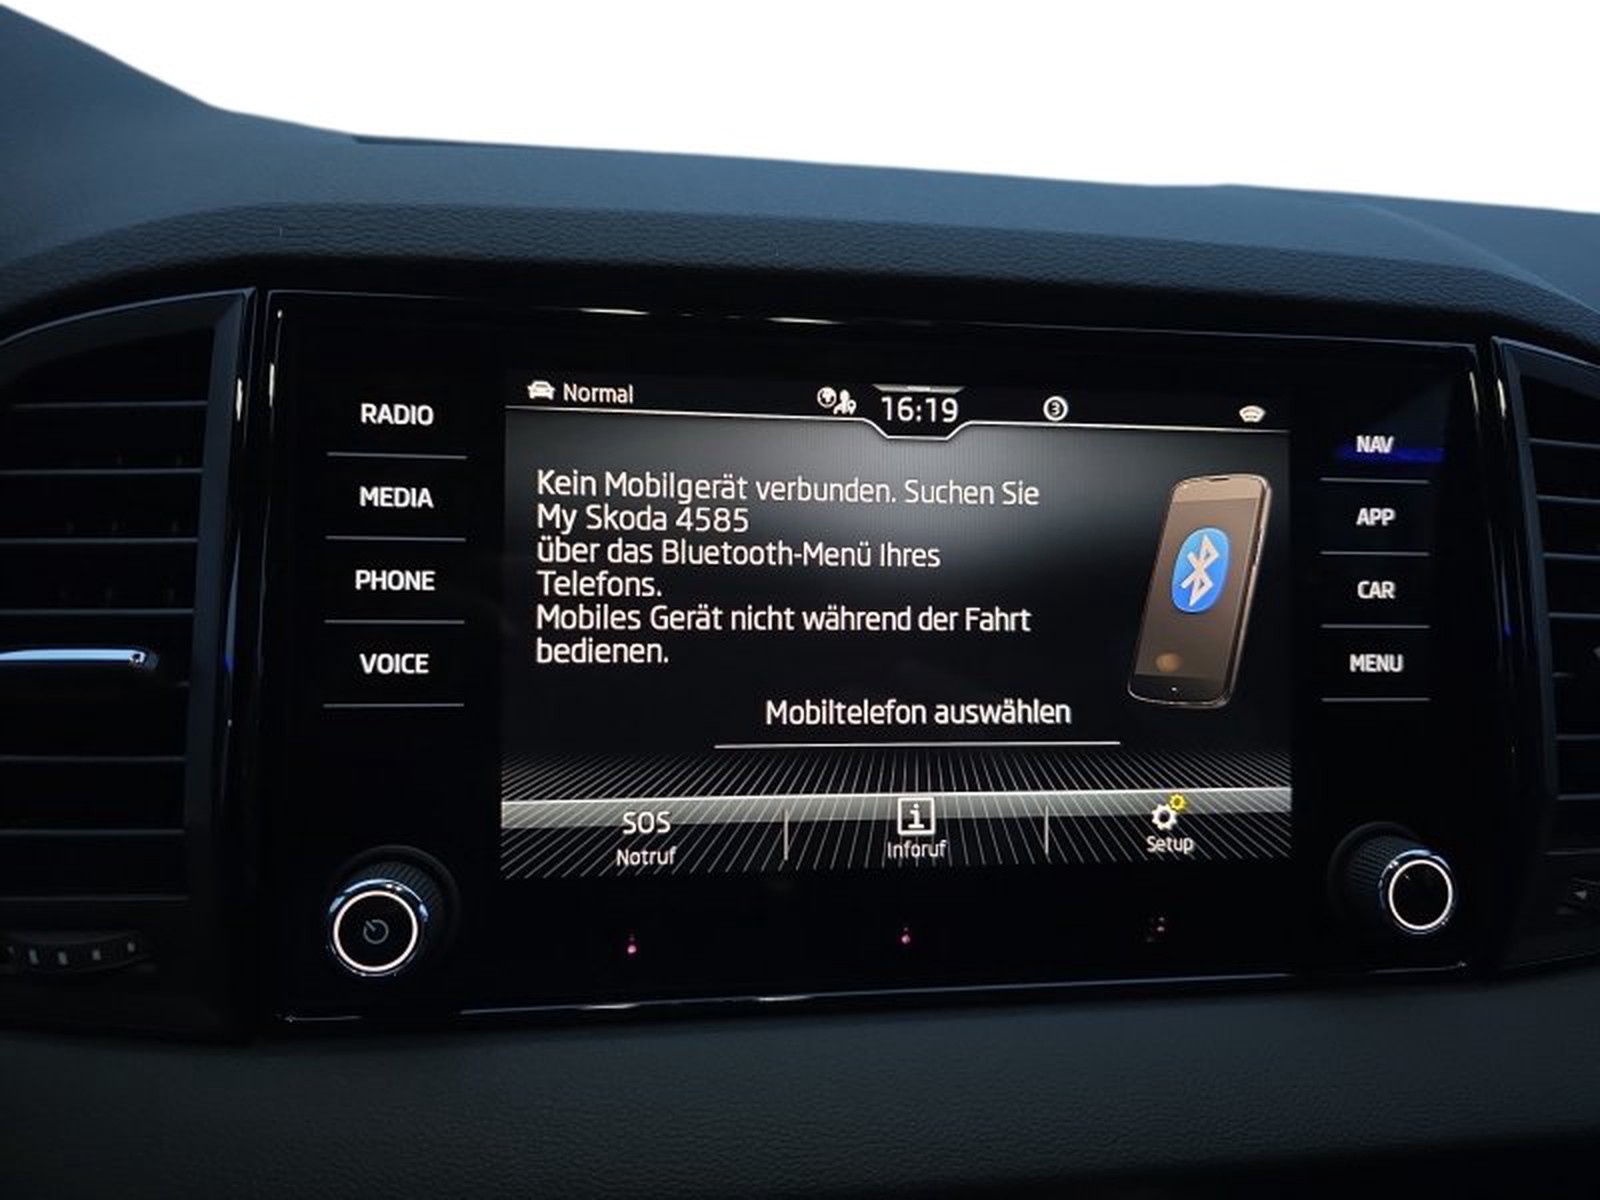 RADIO
MEDIA
PHONE
VOICE
Normal
16:19
3
Kein Mobilgerät verbunden. Suchen Sie
My Skoda 4585
über das Bluetooth-Menü Ihres
Telefons.
Mobiles Gerät nicht während der Fahrt
bedienen.
Mobiltelefon auswählen
SOS
Notruf
i
Inforuf
Setup
NAV
APP
CAR
MENU